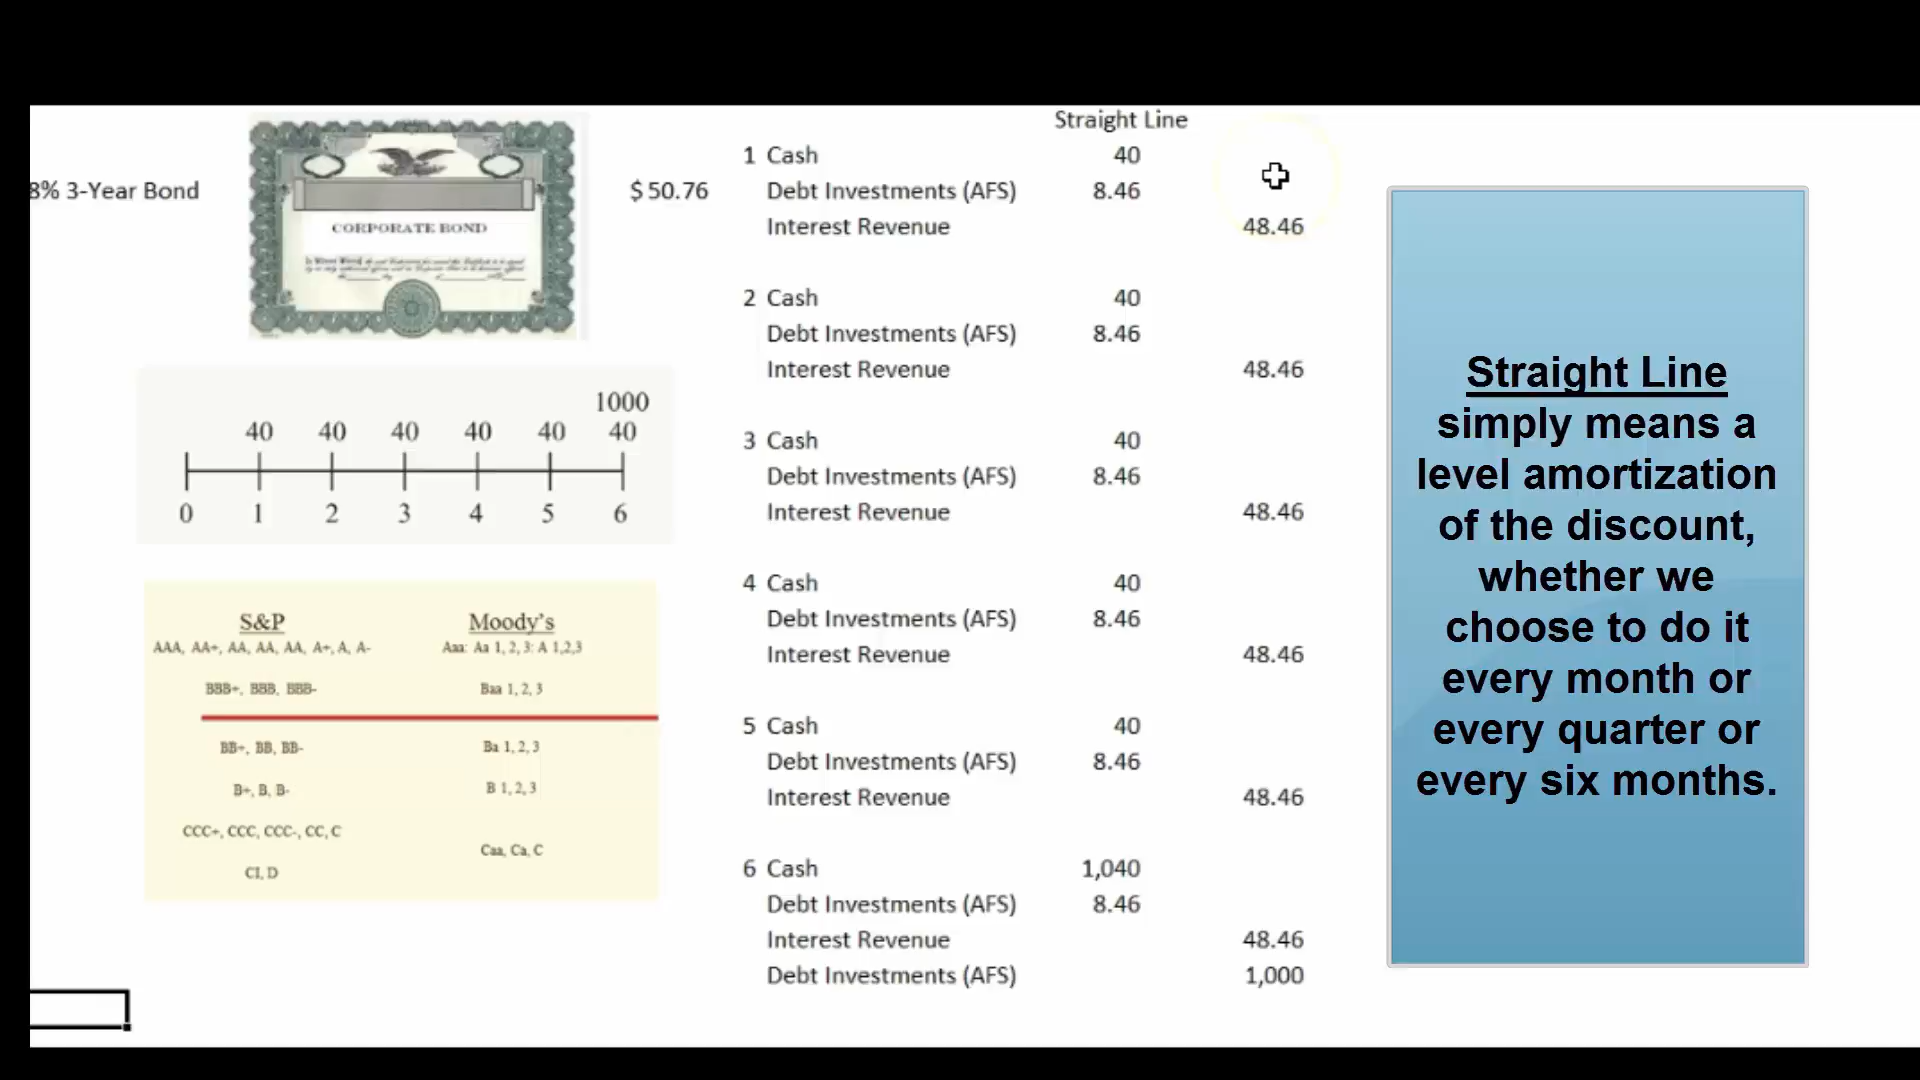 8% 3-Year Bond
CORPORATE BOND
$ 50.76
1000
40 40 40 40 40 40
0 1 2 3 4 5 6
S&P Moody's
AAA, AA+, AA, AA, AA, A+, A, A- Aaa: Aa 1, 2, 3: A 1,2,3
BBB+, BBB, BBB- Baa 1, 2, 3
BB+, BB, BB- Ba 1, 2, 3
B+, B, B- B 1, 2, 3
CCC+, CCC, CCC-, CC, C Caa, Ca, C
CI, D
Straight Line
1 Cash 40
Debt Investments (AFS) 8.46
Interest Revenue 48.46
2 Cash 40
Debt Investments (AFS) 8.46
Interest Revenue 48.46
3 Cash 40
Debt Investments (AFS) 8.46
Interest Revenue 48.46
4 Cash 40
Debt Investments (AFS) 8.46
Interest Revenue 48.46
5 Cash 40
Debt Investments (AFS) 8.46
Interest Revenue 48.46
6 Cash 1,040
Debt Investments (AFS) 8.46
Interest Revenue 48.46
Debt Investments (AFS) 1,000
Straight Line
simply means a
level amortization
of the discount,
whether we
choose to do it
every month or
every quarter or
every six months.